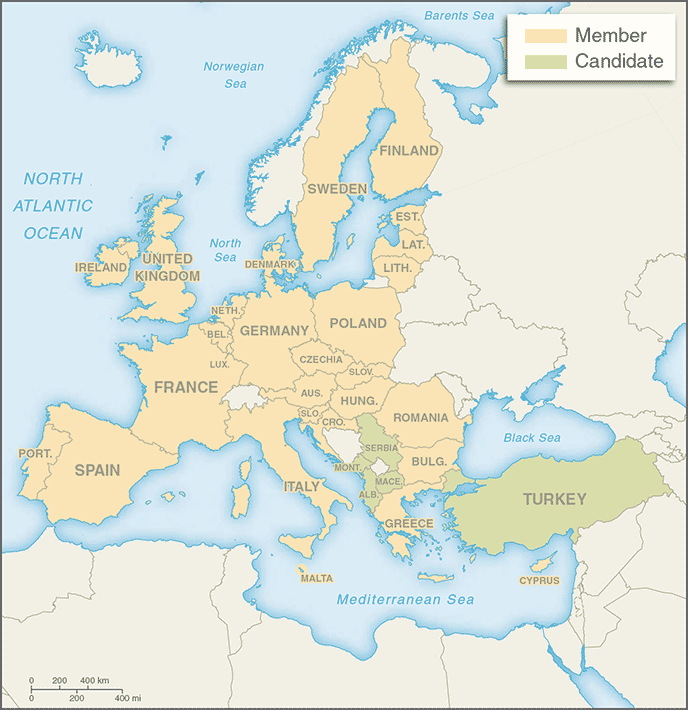 Barents Sea
Member
Candidate
Norwegian
Sea
NORTH
ATLANTIC
OCEAN
FINLAND
SWEDEN
EST.
LAT.
LITH.
North
Sea
DENMARK
IRELAND
UNITED
KINGDOM
NETH.
BEL.
LUX.
GERMANY
POLAND
CZECHIA
SLOV.
FRANCE
AUS.
HUNG.
SLO.
CRO.
ROMANIA
Black Sea
SERBIA
BULG.
MONT.
MACE.
ALB.
PORT.
SPAIN
ITALY
GREECE
TURKEY
MALTA
CYPRUS
Mediterranean Sea
0 200 400 km
0 200 400 mi